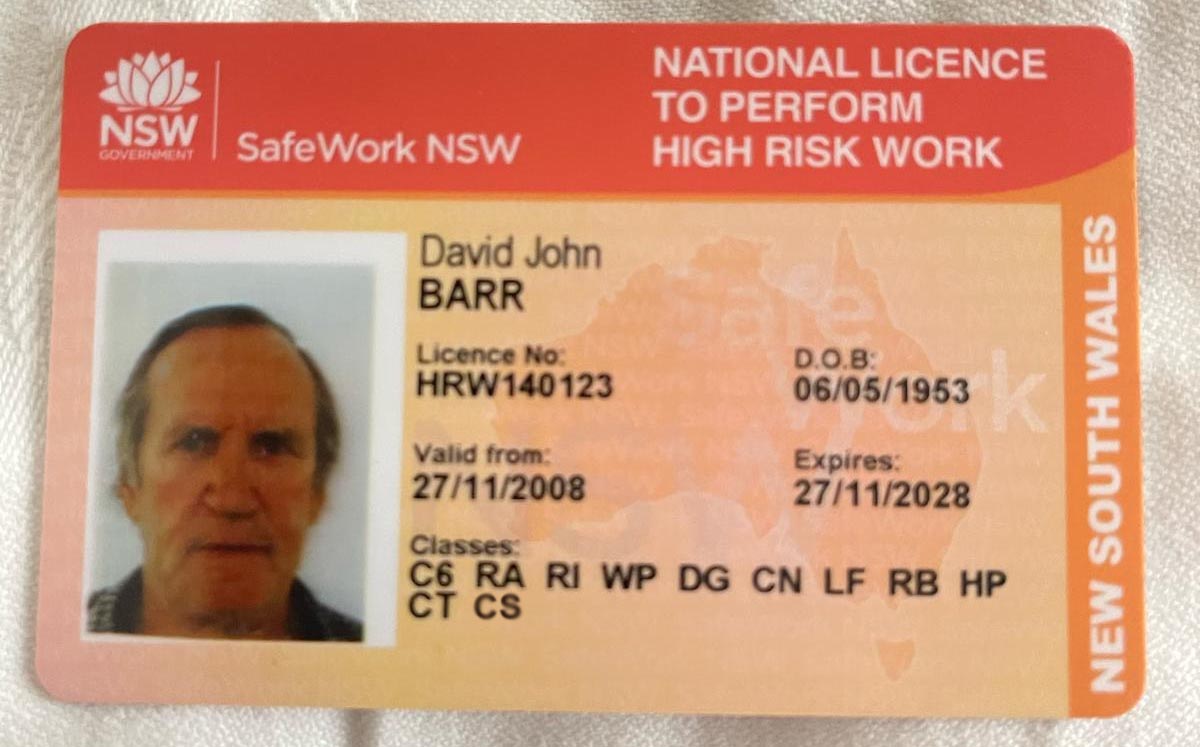 NSW
GOVERNMENT
SafeWork NSW
NATIONAL LICENCE
TO PERFORM
HIGH RISK WORK
David John
BARR
Licence No:
HRW140123
D.O.B:
06/05/1953
Valid from:
27/11/2008
Expires:
27/11/2028
Classes:
C6 RA RI WP DG CN LF RB HP
CT CS
NEW SOUTH WALES
Safe
Work
NSW